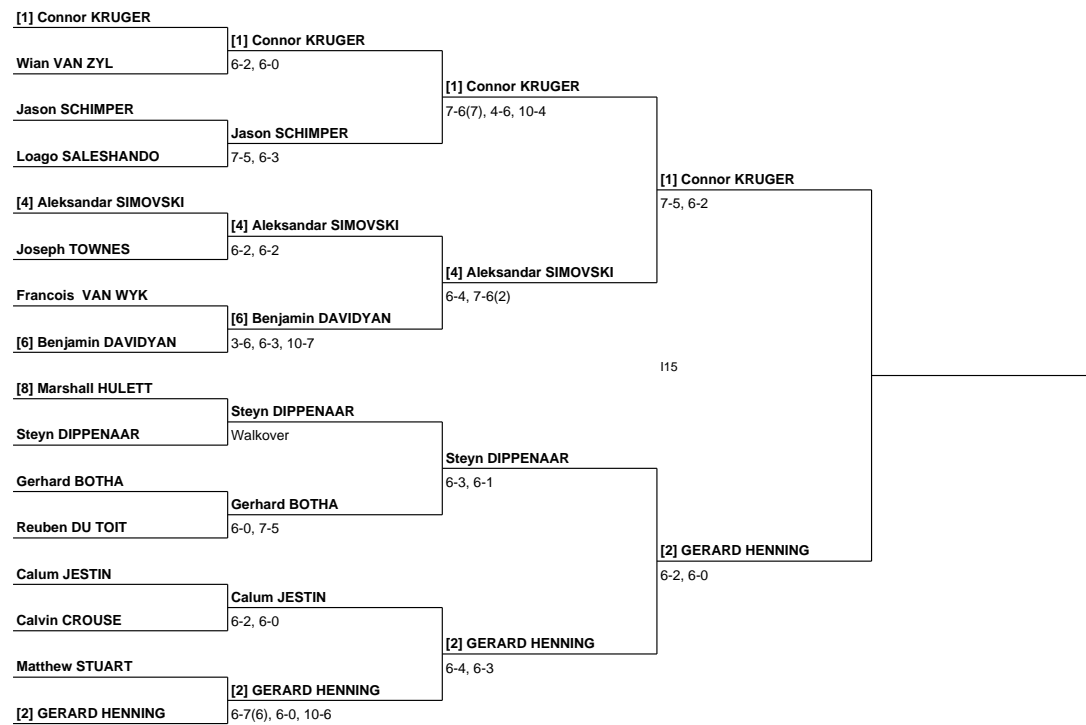 [1] Connor KRUGER
[1] Connor KRUGER
Wian VAN ZYL
6-2, 6-0
[1] Connor KRUGER
Jason SCHIMPER
7-6(7), 4-6, 10-4
Jason SCHIMPER
Loago SALESHANDO
7-5, 6-3
[1] Connor KRUGER
[4] Aleksandar SIMOVSKI
7-5, 6-2
[4] Aleksandar SIMOVSKI
Joseph TOWNES
6-2, 6-2
[4] Aleksandar SIMOVSKI
Francois  VAN WYK
6-4, 7-6(2)
[6] Benjamin DAVIDYAN
[6] Benjamin DAVIDYAN
3-6, 6-3, 10-7
I15
[8] Marshall HULETT
Steyn DIPPENAAR
Steyn DIPPENAAR
Walkover
Steyn DIPPENAAR
Gerhard BOTHA
6-3, 6-1
Gerhard BOTHA
Reuben DU TOIT
6-0, 7-5
[2] GERARD HENNING
Calum JESTIN
6-2, 6-0
Calum JESTIN
Calvin CROUSE
6-2, 6-0
[2] GERARD HENNING
Matthew STUART
6-4, 6-3
[2] GERARD HENNING
[2] GERARD HENNING
6-7(6), 6-0, 10-6